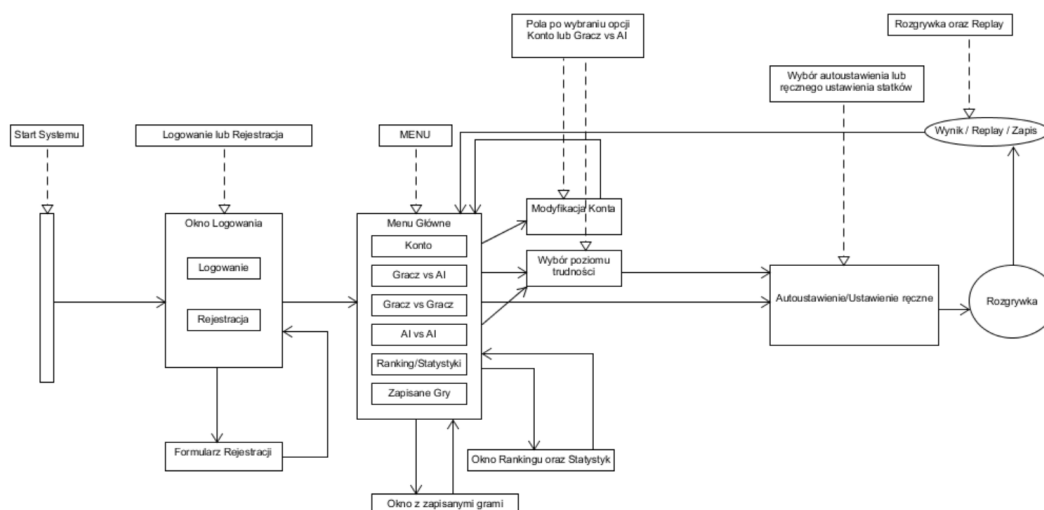 Pola po wybraniu opcji
Konto lub Gracz vs AI
Rozgrywka oraz Replay
Wybór autoustawienia lub
ręcznego ustawienia statków
Start Systemu
Logowanie lub Rejestracja
MENU
Wynik / Replay / Zapis
Okno Logowania
Logowanie
Rejestracja
Menu Główne
Konto
Gracz vs AI
Gracz vs Gracz
AI vs AI
Ranking/Statystyki
Zapisane Gry
Modyfikacja Konta
Wybór poziomu
trudności
Autoustawienie/Ustawienie ręczne
Rozgrywka
Formularz Rejestracji
Okno Rankingu oraz Statystyk
Okno z zapisanymi grami